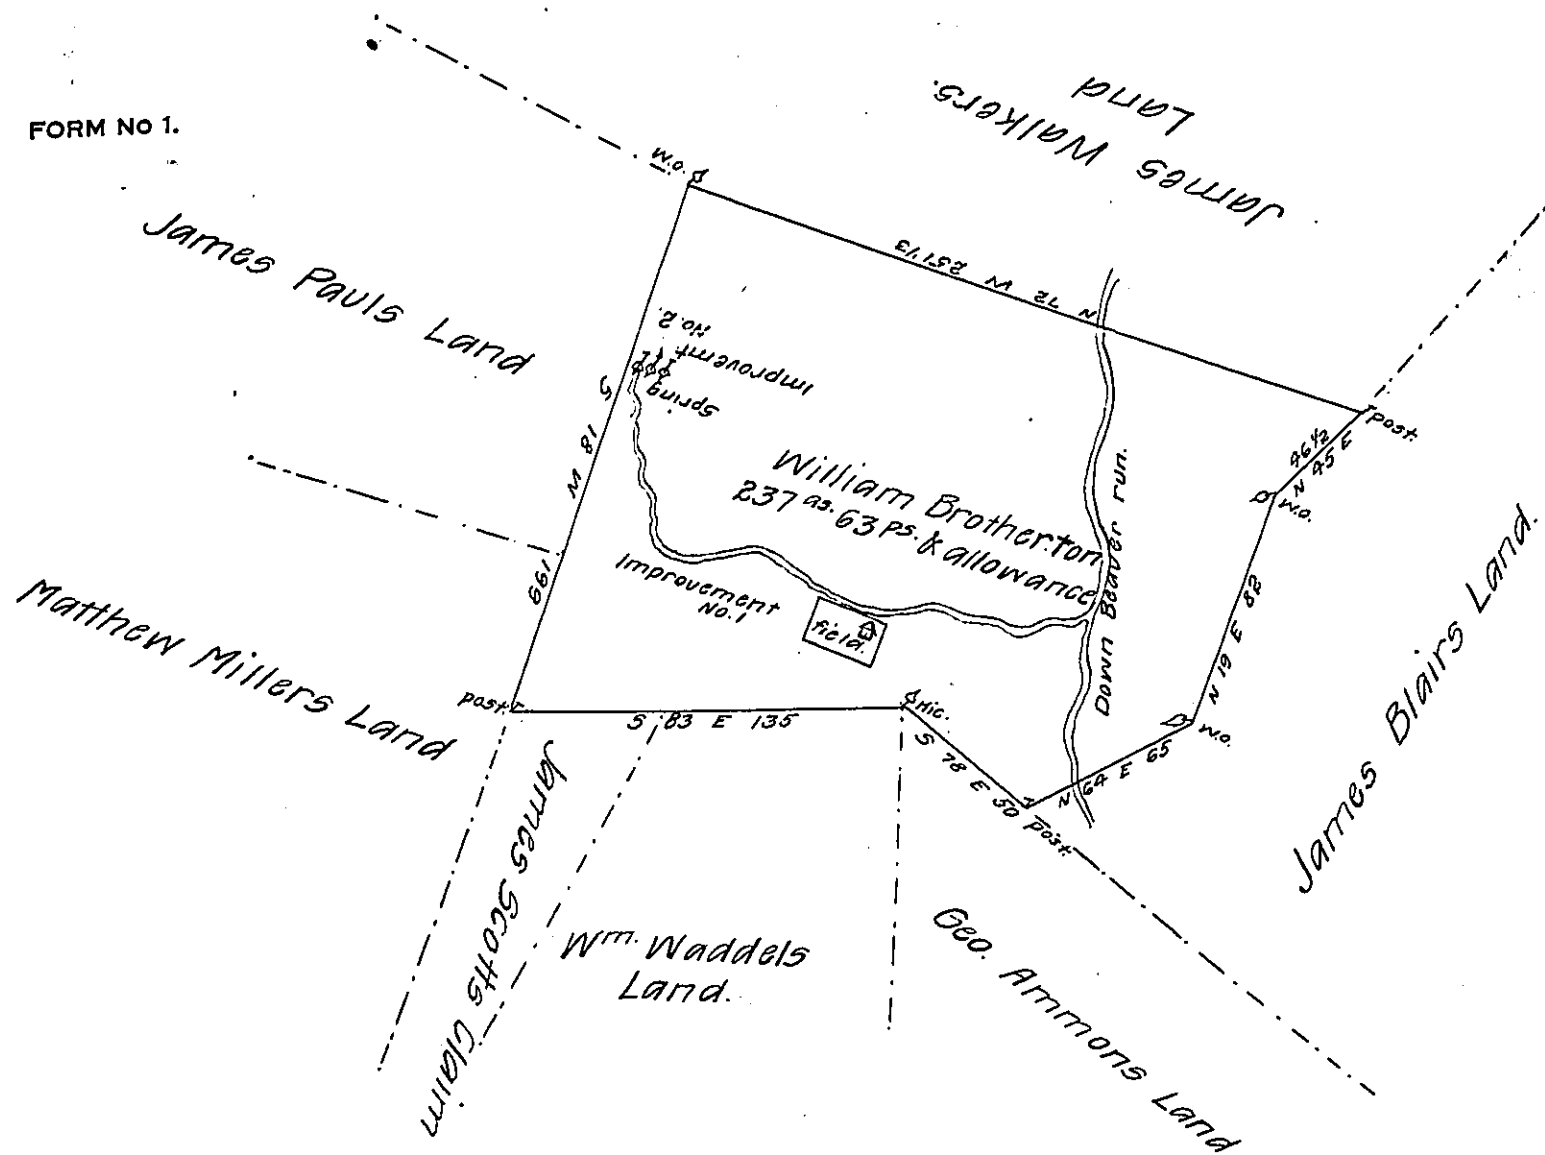 FORM No 1.
James Walkers.
Land
W.O.
James Pauls Land
N 72 W 251 1/3
Improvemt
No. 2.
Spring
post.
46 1/2
N 45 E
W.O.
S 18 W 199
William Brotherton
237 as. 63 ps. & allowance
Down Beaver run.
Improvement
No. 1
field.
N 19 E 82
James Blairs Land.
Matthew Millers Land
post.
S 83 E 135
Hic.
W.O.
S 78 E 50
post.
N 64 E 65
James Scotts Claim
Wm. Waddels
Land.
Geo. Ammons Land